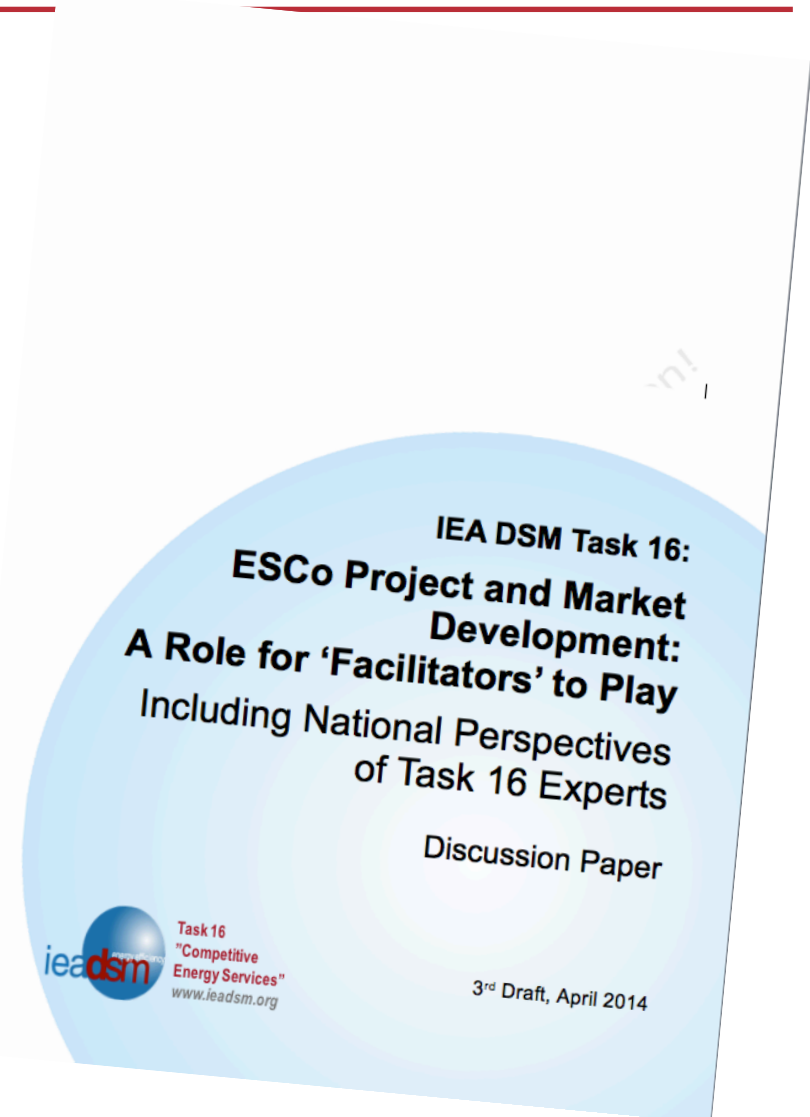 IEA DSM Task 16:
ESCo Project and Market
Development:
A Role for ‘Facilitators’ to Play
Including National Perspectives
of Task 16 Experts
Discussion Paper
ieadsm
Task 16
”Competitive
Energy Services”
www.ieadsm.org
3rd Draft, April 2014